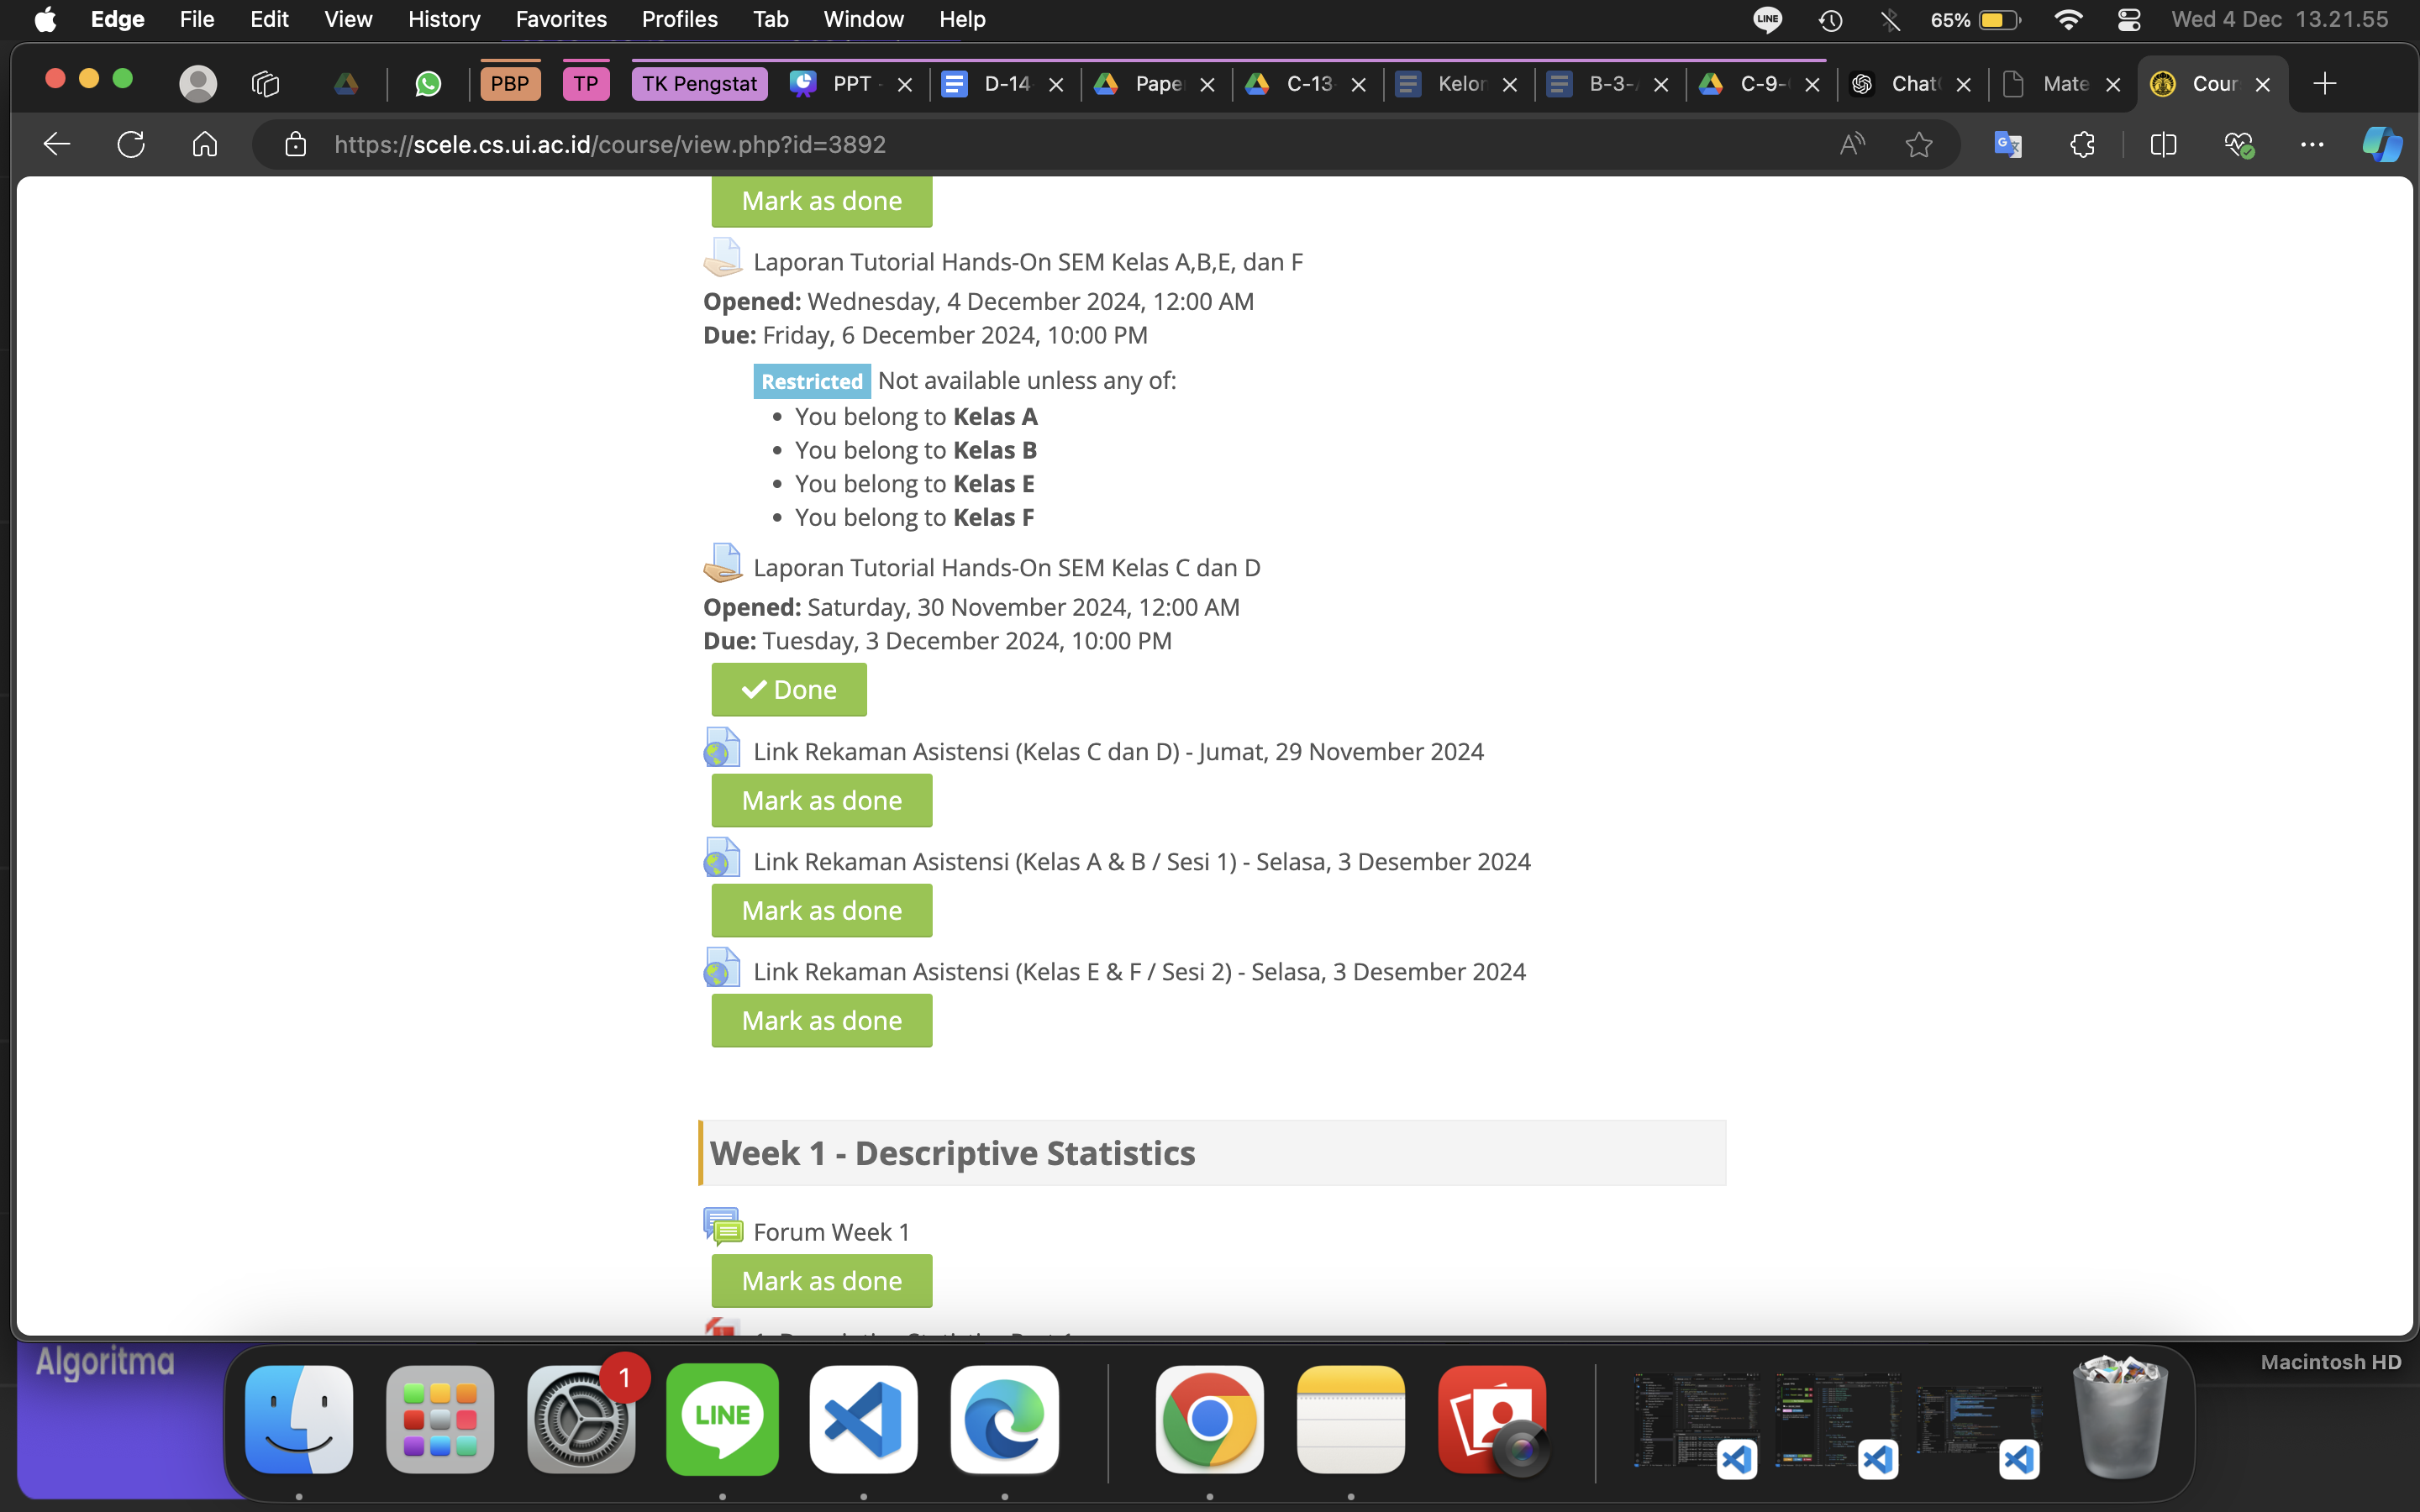 Edge File Edit View History Favorites Profiles Tab Window Help LINE 65% Wed 4 Dec 13.21.55
PBP TP TK Pengstat PPT - D-14 Pape C-13 Kelon B-3- C-9- Chat Mate Cour
https://scele.cs.ui.ac.id/course/view.php?id=3892
Mark as done
Laporan Tutorial Hands-On SEM Kelas A,B,E, dan F
Opened: Wednesday, 4 December 2024, 12:00 AM
Due: Friday, 6 December 2024, 10:00 PM
Restricted Not available unless any of:
• You belong to Kelas A
• You belong to Kelas B
• You belong to Kelas E
• You belong to Kelas F
Laporan Tutorial Hands-On SEM Kelas C dan D
Opened: Saturday, 30 November 2024, 12:00 AM
Due: Tuesday, 3 December 2024, 10:00 PM
Done
Link Rekaman Asistensi (Kelas C dan D) - Jumat, 29 November 2024
Mark as done
Link Rekaman Asistensi (Kelas A & B / Sesi 1) - Selasa, 3 Desember 2024
Mark as done
Link Rekaman Asistensi (Kelas E & F / Sesi 2) - Selasa, 3 Desember 2024
Mark as done
Week 1 - Descriptive Statistics
Forum Week 1
Mark as done
Algoritma
Macintosh HD
1
LINE